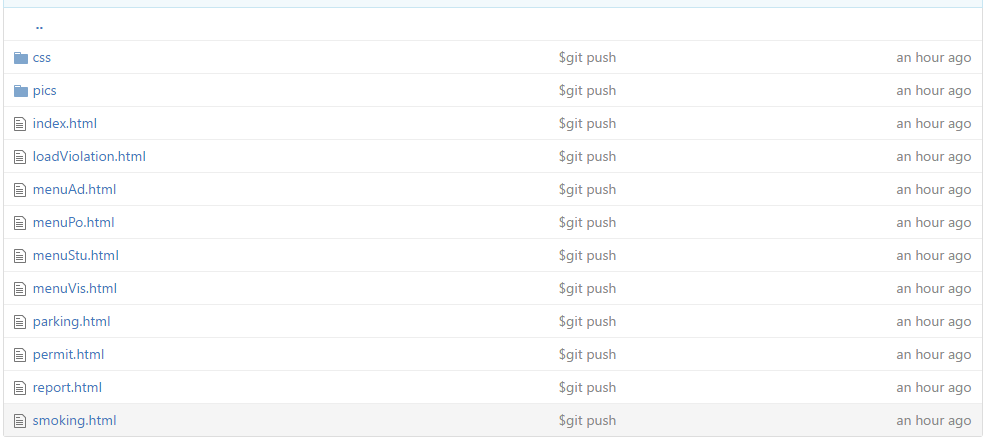 ..
css $git push an hour ago
pics $git push an hour ago
index.html $git push an hour ago
loadViolation.html $git push an hour ago
menuAd.html $git push an hour ago
menuPo.html $git push an hour ago
menuStu.html $git push an hour ago
menuVis.html $git push an hour ago
parking.html $git push an hour ago
permit.html $git push an hour ago
report.html $git push an hour ago
smoking.html $git push an hour ago